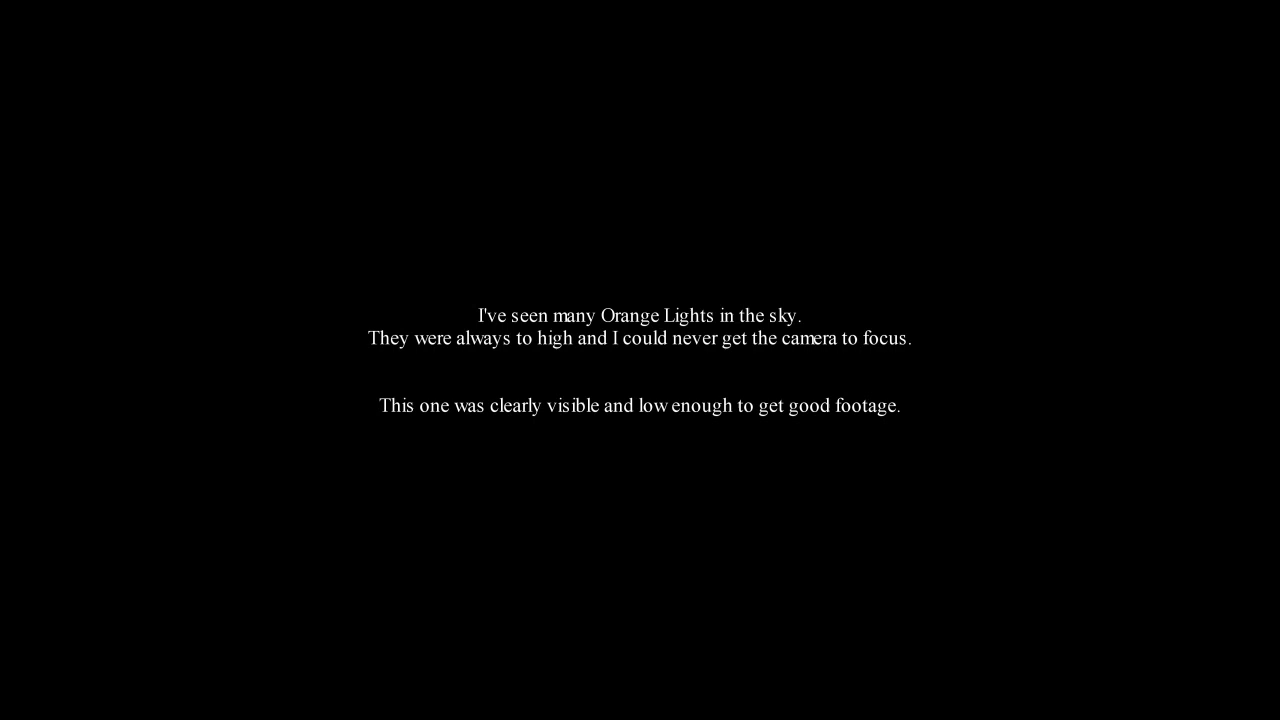 I've seen many Orange Lights in the sky.
They were always to high and I could never get the camera to focus.
This one was clearly visible and low enough to get good footage.